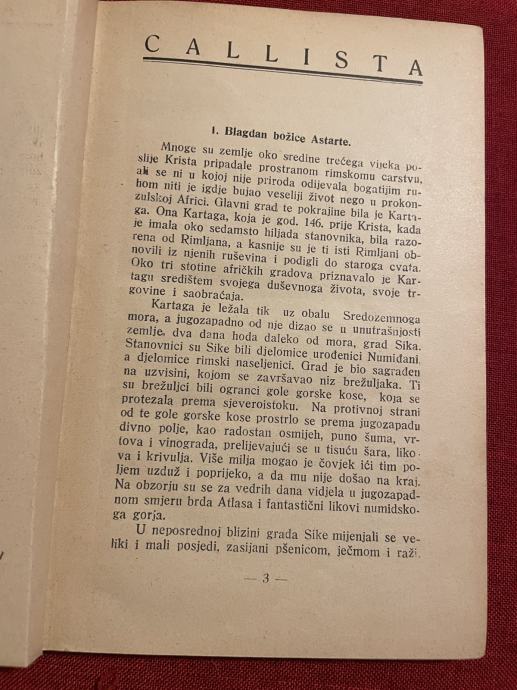 CALLISTA
1. Blagdan božice Astarte.
Mnoge su zemlje oko sredine trećega vijeka po-
slije Krista pripadale prostranom rimskomu carstvu,
ali se ni u kojoj nije priroda odijevala bogatijim ru-
hom niti je igdje bujao veseliji život nego u prokon-
zulskoj Africi. Glavni grad te pokrajine bila je Karta-
ga. Ona Kartaga, koja je god. 146. prije Krista, kada
je imala oko sedamsto hiljada stanovnika, bila razo-
rena od Rimljana, a kasnije su je ti isti Rimljani ob-
novili iz njenih ruševina i podigli do staroga cvata.
Oko tri stotine afričkih gradova priznavalo je Kar-
tagu središtem svojega duševnoga života, svoje tr-
govine i saobraćaja.
Kartaga je ležala tik uz obalu Sredozemnoga
mora, a jugozapadno od nje dizao se u unutrašnjosti
zemlje, dva dana hoda daleko od mora, grad Sika.
Stanovnici su Sike bili djelomice urođenici Numiđani,
a djelomice rimski naseljenici. Grad je bio sagrađen
na uzvisini, kojom se završavao niz brežuljaka. Ti
su brežuljci bili ogranci gole gorske kose, koja se
protezala prema sjeveroistoku. Na protivnoj strani
od te gole gorske kose prostrlo se prema jugozapadu
divno polje, kao radostan osmijeh, puno šuma, vr-
tova i vinograda, prelijevajući se u tisuću šara, liko-
va i krivulja. Više milja mogao je čovjek ići tim po-
ljem uzduž i poprijeko, a da mu nije došao na kraj.
Na obzorju su se za vedrih dana vidjela u jugozapad-
nom smjeru brda Atlasa i fantastični likovi numidsko-
ga gorja.
U neposrednoj blizini grada Sike mijenjali se ve-
liki i mali posjedi, zasijani pšenicom, ječmom i raži.
— 3 —